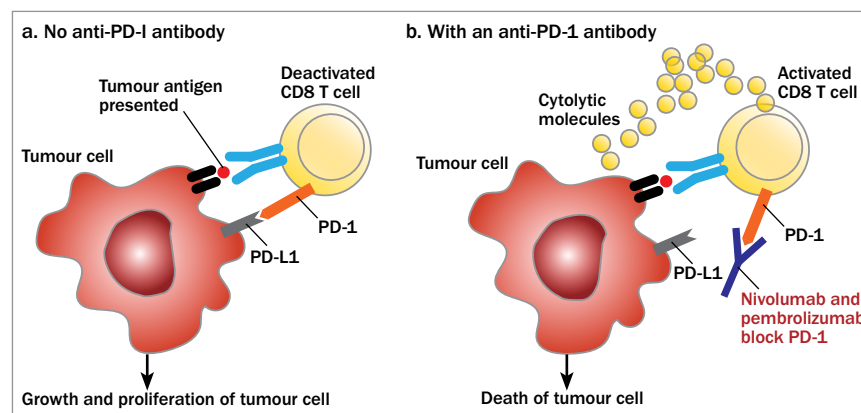 a. No anti-PD-I antibody
Tumour antigen
presented
Deactivated
CD8 T cell
Tumour cell
PD-1
PD-L1
Growth and proliferation of tumour cell
b. With an anti-PD-1 antibody
Activated
CD8 T cell
Cytolytic
molecules
Tumour cell
PD-1
PD-L1
Nivolumab and
pembrolizumab
block PD-1
Death of tumour cell